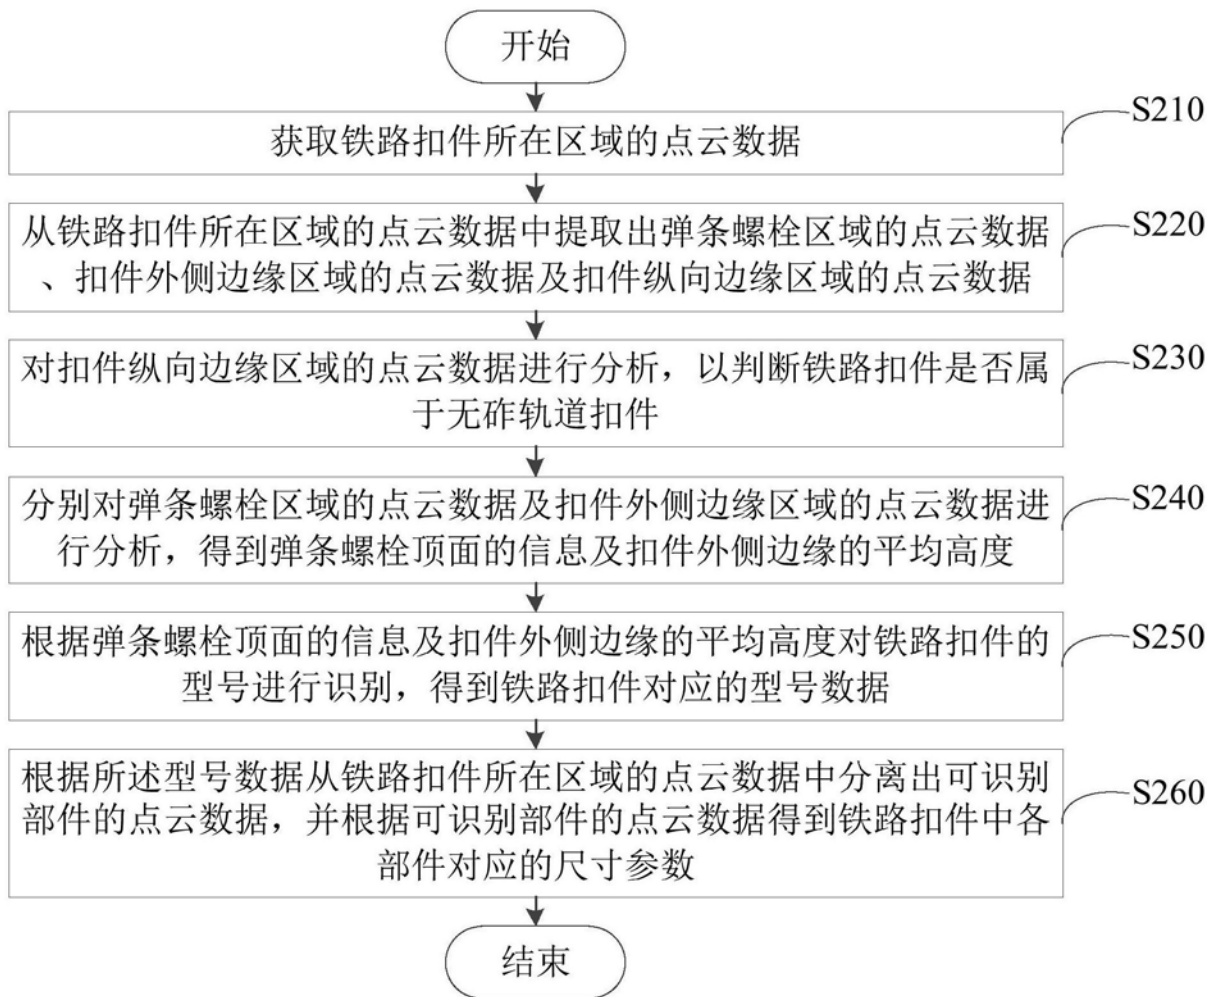 开始
获取铁路扣件所在区域的点云数据
S210
从铁路扣件所在区域的点云数据中提取出弹条螺栓区域的点云数据
、扣件外侧边缘区域的点云数据及扣件纵向边缘区域的点云数据
S220
对扣件纵向边缘区域的点云数据进行分析，以判断铁路扣件是否属
于无砟轨道扣件
S230
分别对弹条螺栓区域的点云数据及扣件外侧边缘区域的点云数据进
行分析，得到弹条螺栓顶面的信息及扣件外侧边缘的平均高度
S240
根据弹条螺栓顶面的信息及扣件外侧边缘的平均高度对铁路扣件的
型号进行识别，得到铁路扣件对应的型号数据
S250
根据所述型号数据从铁路扣件所在区域的点云数据中分离出可识别
部件的点云数据，并根据可识别部件的点云数据得到铁路扣件中各
部件对应的尺寸参数
S260
结束